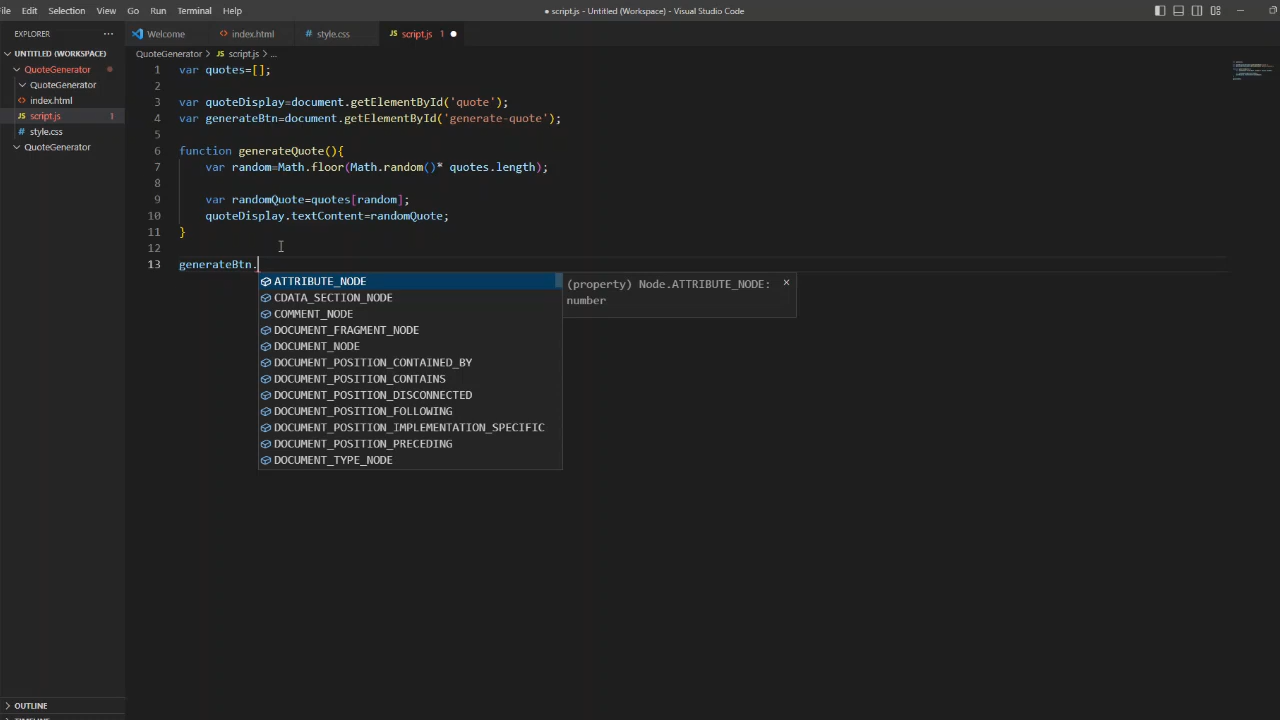 File Edit Selection View Go Run Terminal Help
● script.js - Untitled (Workspace) - Visual Studio Code
EXPLORER ···
UNTITLED (WORKSPACE)
QuoteGenerator
QuoteGenerator
index.html
script.js 1
style.css
QuoteGenerator
OUTLINE
Welcome
index.html
style.css
script.js 1
QuoteGenerator > script.js > ...
1 var quotes=[];
2
3 var quoteDisplay=document.getElementById('quote');
4 var generateBtn=document.getElementById('generate-quote');
5
6 function generateQuote(){
7 var random=Math.floor(Math.random()* quotes.length);
8
9 var randomQuote=quotes[random];
10 quoteDisplay.textContent=randomQuote;
11 }
12
13 generateBtn.
ATTRIBUTE_NODE
CDATA_SECTION_NODE
COMMENT_NODE
DOCUMENT_FRAGMENT_NODE
DOCUMENT_NODE
DOCUMENT_POSITION_CONTAINED_BY
DOCUMENT_POSITION_CONTAINS
DOCUMENT_POSITION_DISCONNECTED
DOCUMENT_POSITION_FOLLOWING
DOCUMENT_POSITION_IMPLEMENTATION_SPECIFIC
DOCUMENT_POSITION_PRECEDING
DOCUMENT_TYPE_NODE
(property) Node.ATTRIBUTE_NODE:
number